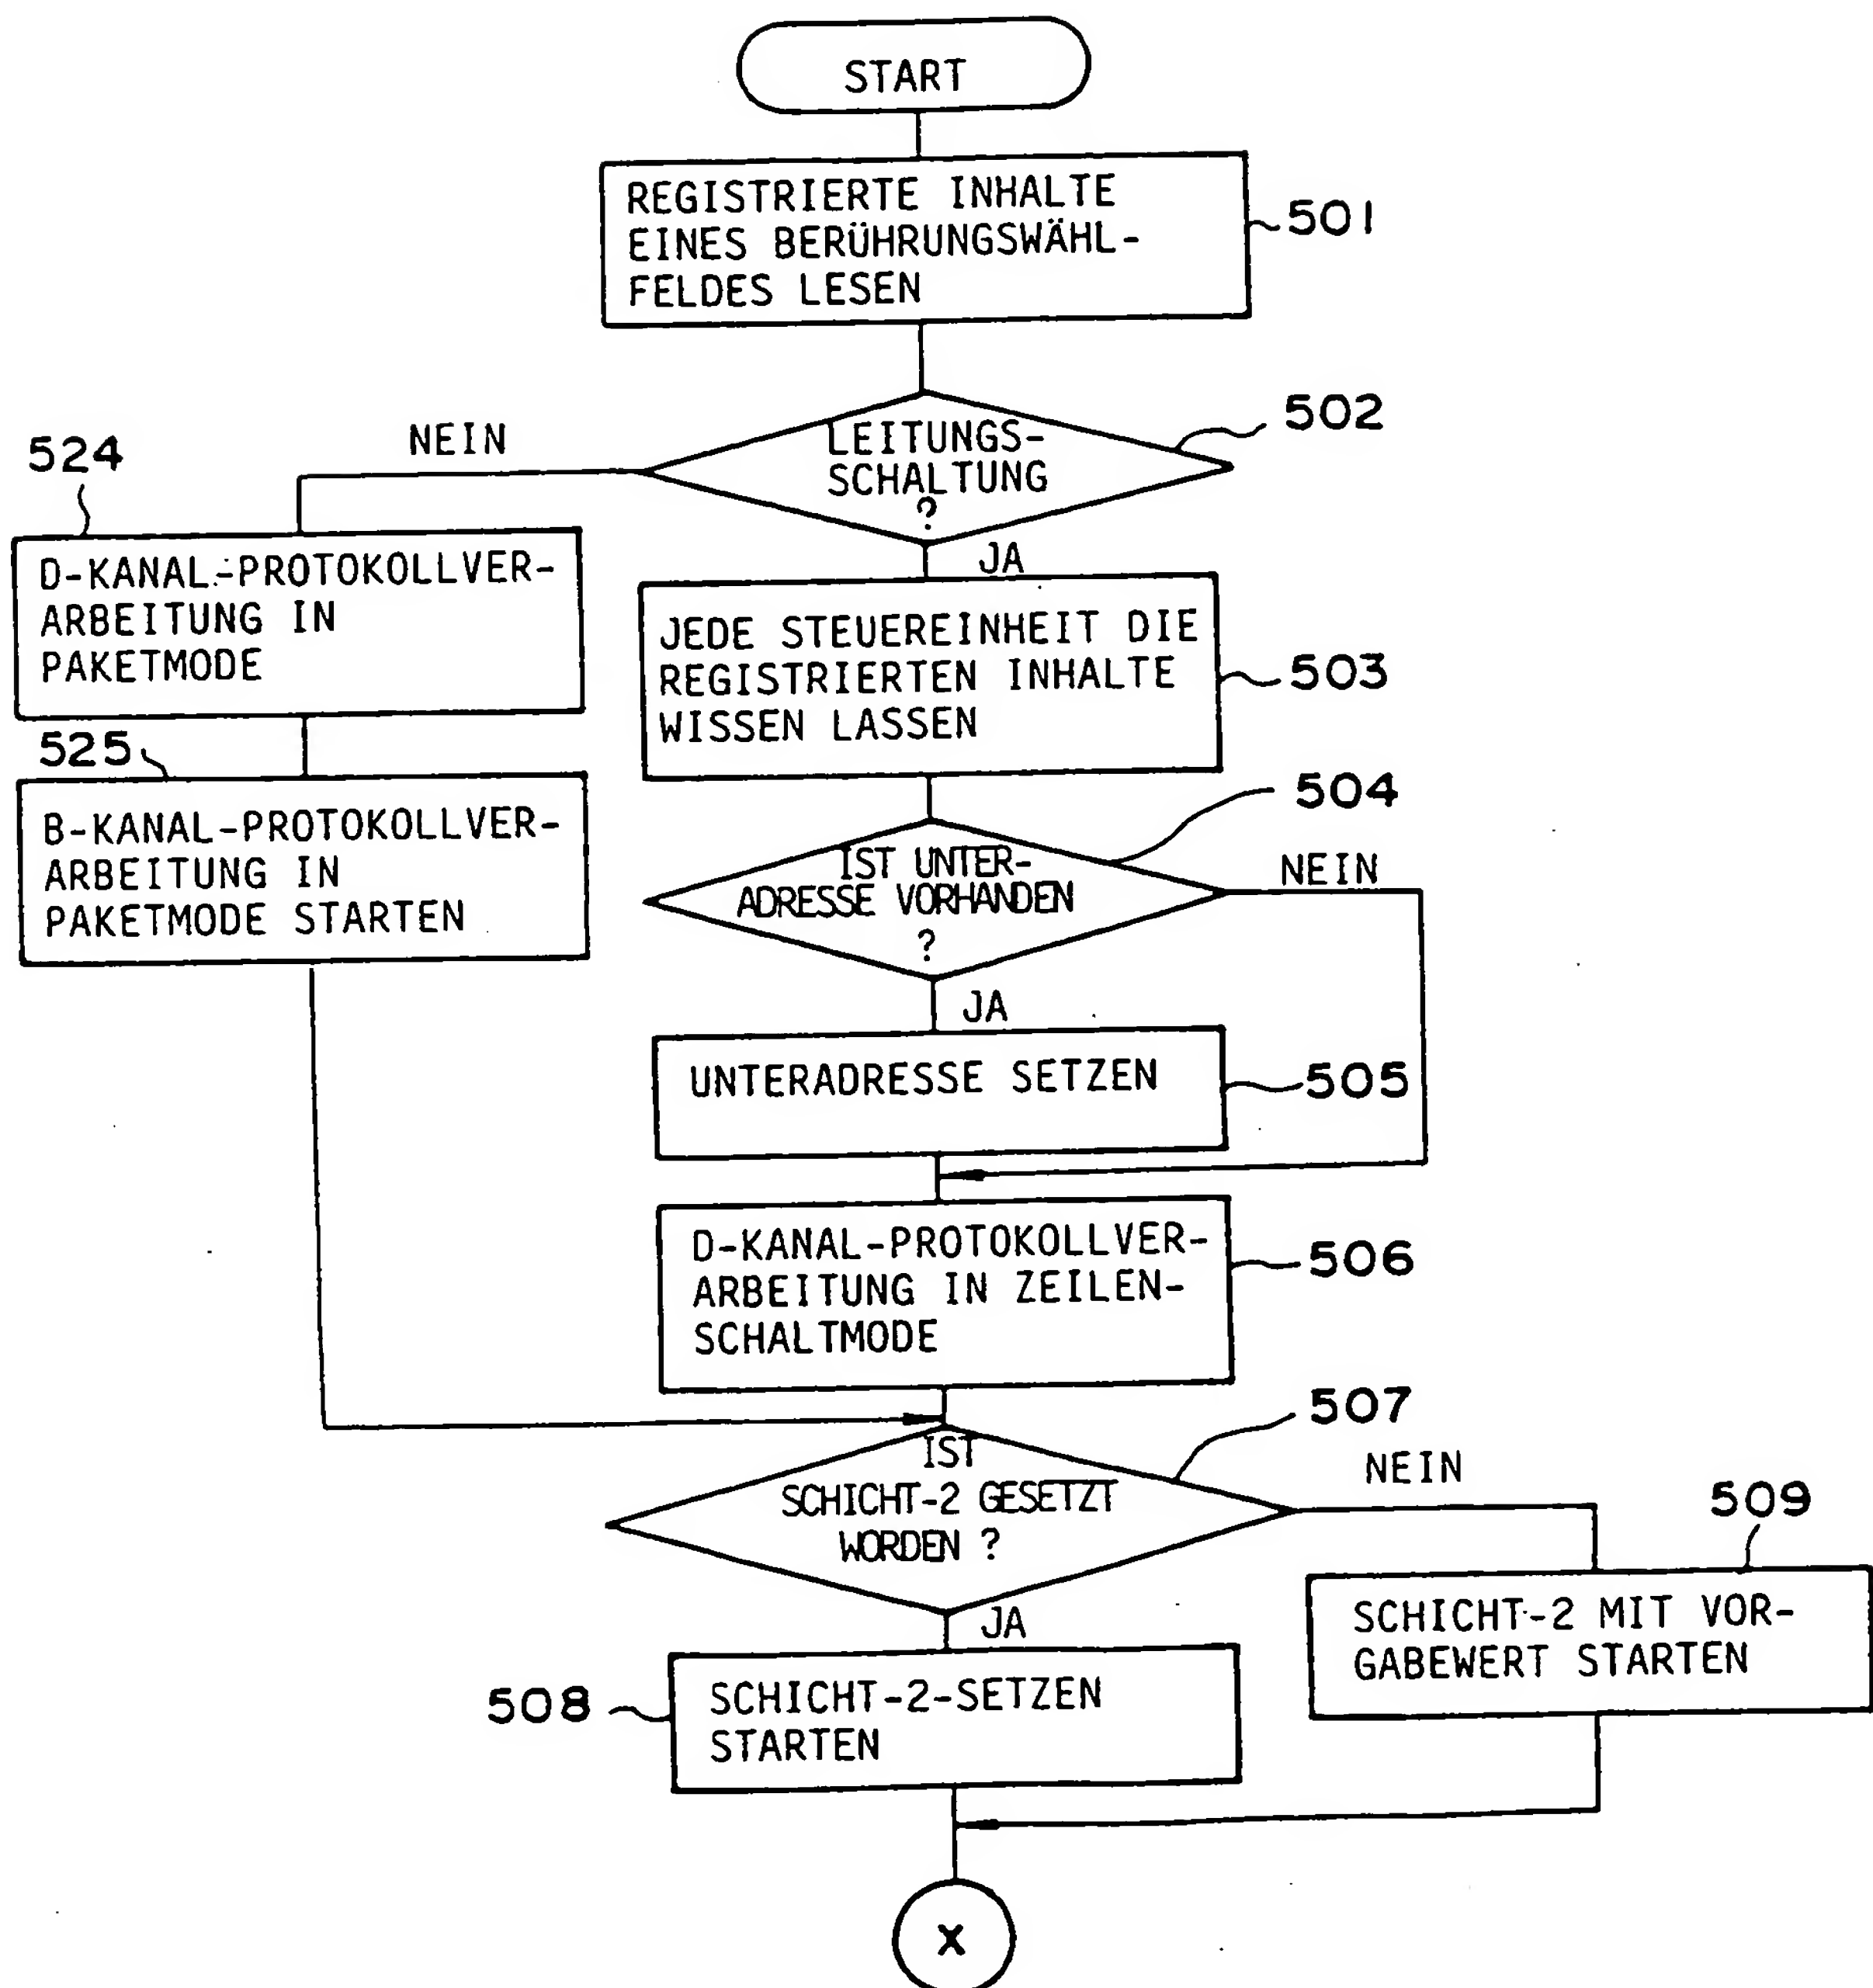 START
REGISTRIERTE INHALTE
EINES BERÜHRUNGSWÄHL-
FELDES LESEN
501
LEITUNGS-
SCHALTUNG
?
502
NEIN
JA
524
D-KANAL-PROTOKOLLVER-
ARBEITUNG IN
PAKETMODE
JEDE STEUEREINHEIT DIE
REGISTRIERTEN INHALTE
WISSEN LASSEN
503
525
B-KANAL-PROTOKOLLVER-
ARBEITUNG IN
PAKETMODE STARTEN
504
IST UNTER-
ADRESSE VORHANDEN
?
NEIN
JA
UNTERADRESSE SETZEN
505
D-KANAL-PROTOKOLLVER-
ARBEITUNG IN ZEILEN-
SCHALTMODE
506
507
IST
SCHICHT-2 GESETZT
WORDEN ?
NEIN
JA
509
SCHICHT-2 MIT VOR-
GABEWERT STARTEN
508
SCHICHT-2-SETZEN
STARTEN
X